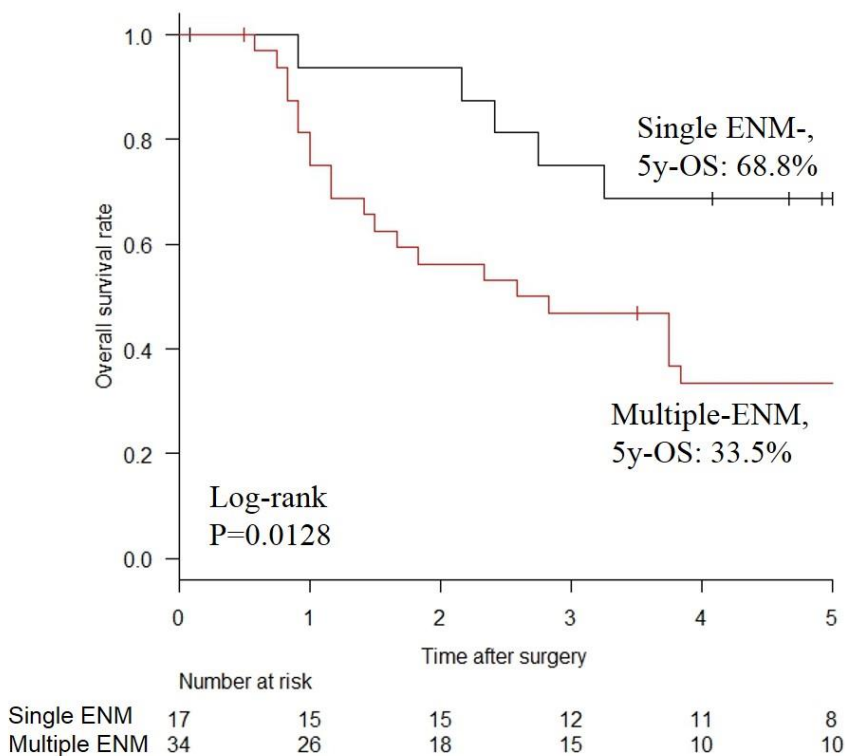 Overall survival rate
1.0
0.8
0.6
0.4
0.2
0.0
Single ENM-,
5y-OS: 68.8%
Multiple-ENM,
5y-OS: 33.5%
Log-rank
P=0.0128
0 1 2 3 4 5
Time after surgery
Number at risk
Single ENM 17 15 15 12 11 8
Multiple ENM 34 26 18 15 10 10